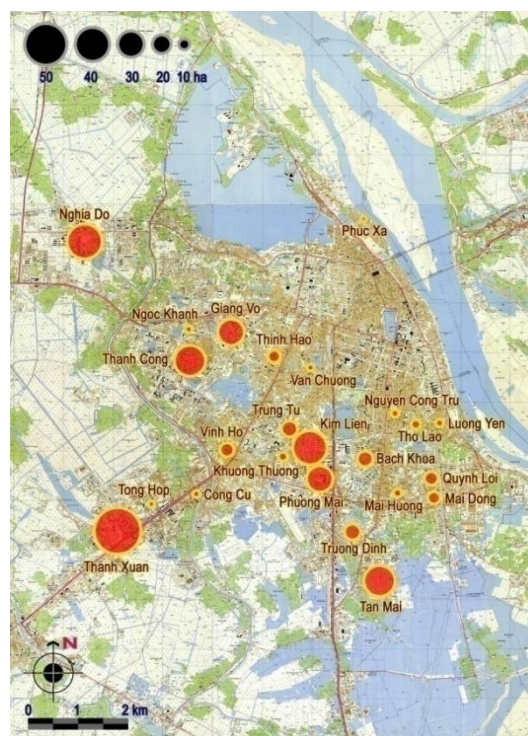 50 40 30 20 10 ha
Nghia Do
Phuc Xa
Ngoc Khanh
Giang Vo
Thinh Hao
Thanh Cong
Van Chuong
Nguyen Cong Tru
Trung Tu
Kim Lien
Luong Yen
Tho Lao
Vinh Ho
Khuong Thuong
Bach Khoa
Quynh Loi
Tong Hop
Cong Cu
Phuong Mai
Mai Huong
Mai Dong
Truong Dinh
Thanh Xuan
Tan Mai
N
0 1 2 km